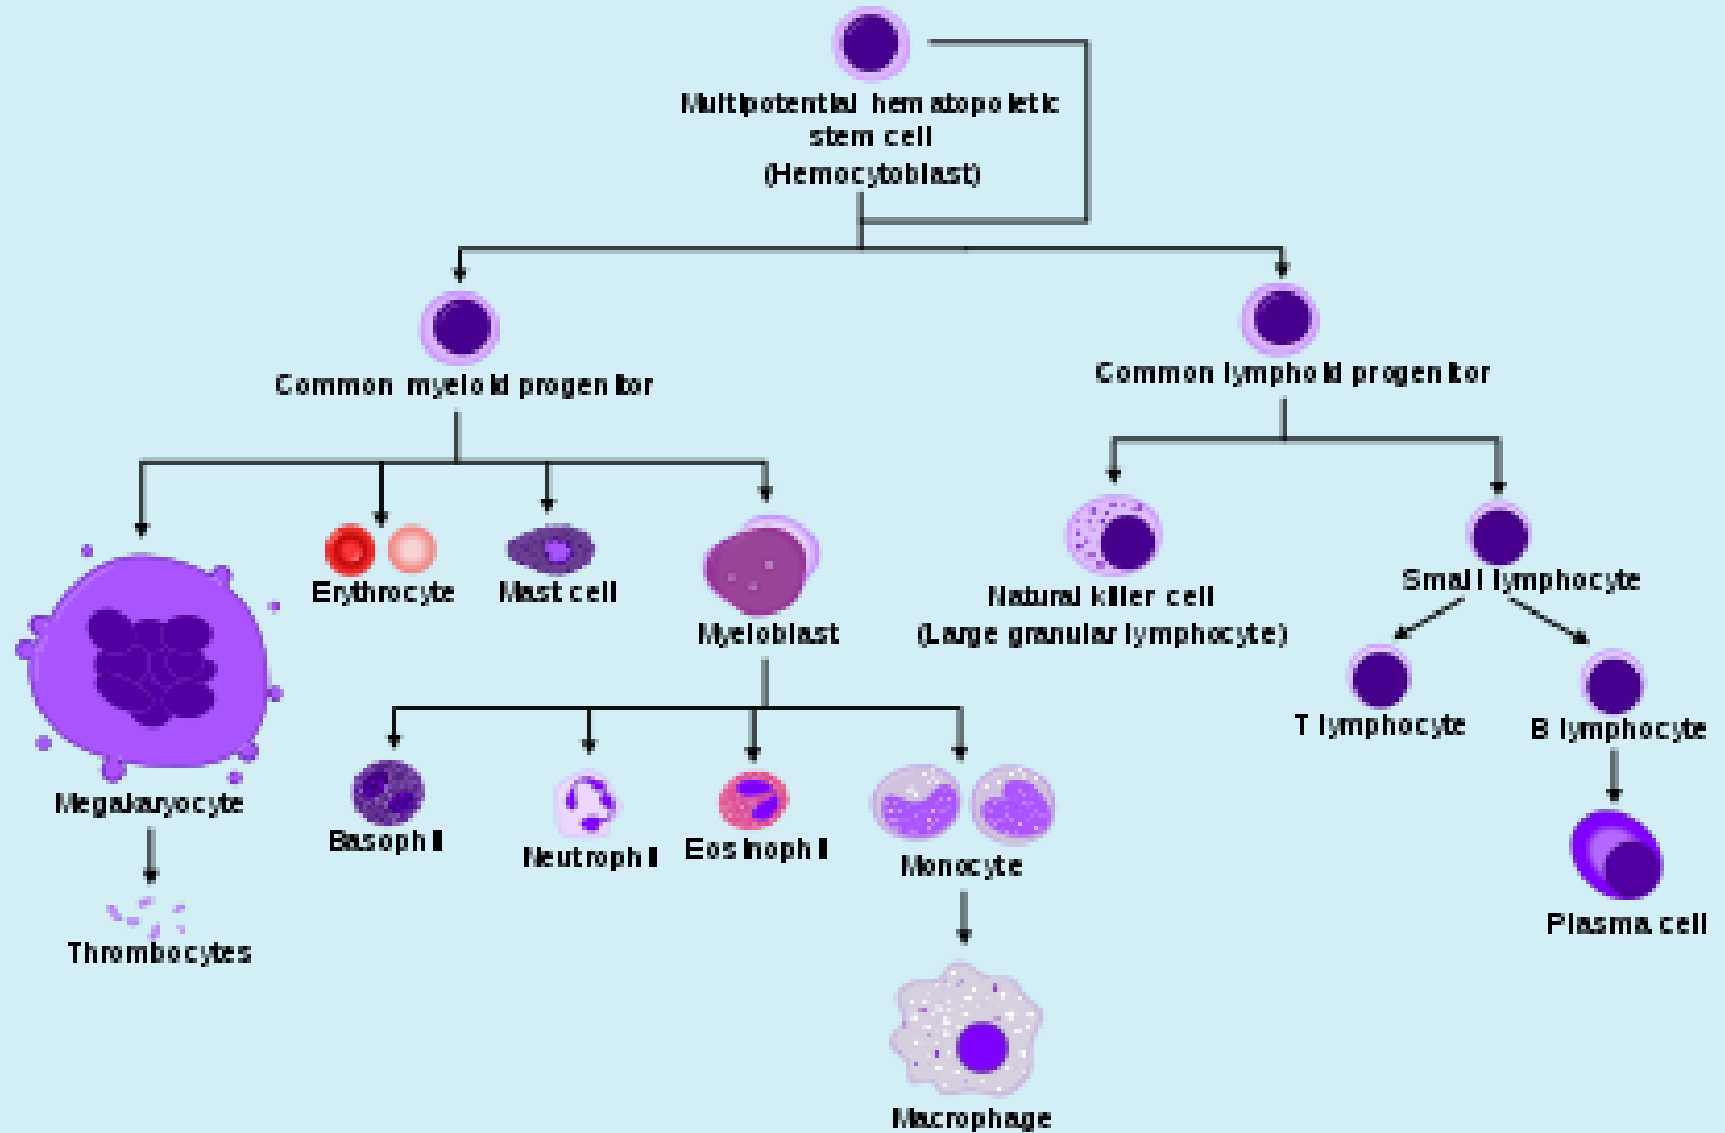 Multipotential hematopoietic
stem cell
(Hemocytoblast)
Common myeloid progenitor
Common lymphoid progenitor
Erythrocyte
Mast cell
Myeloblast
Natural killer cell
(Large granular lymphocyte)
Small lymphocyte
T lymphocyte
B lymphocyte
Megakaryocyte
Basophil
Neutrophil
Eosinophil
Monocyte
Plasma cell
Thrombocytes
Macrophage